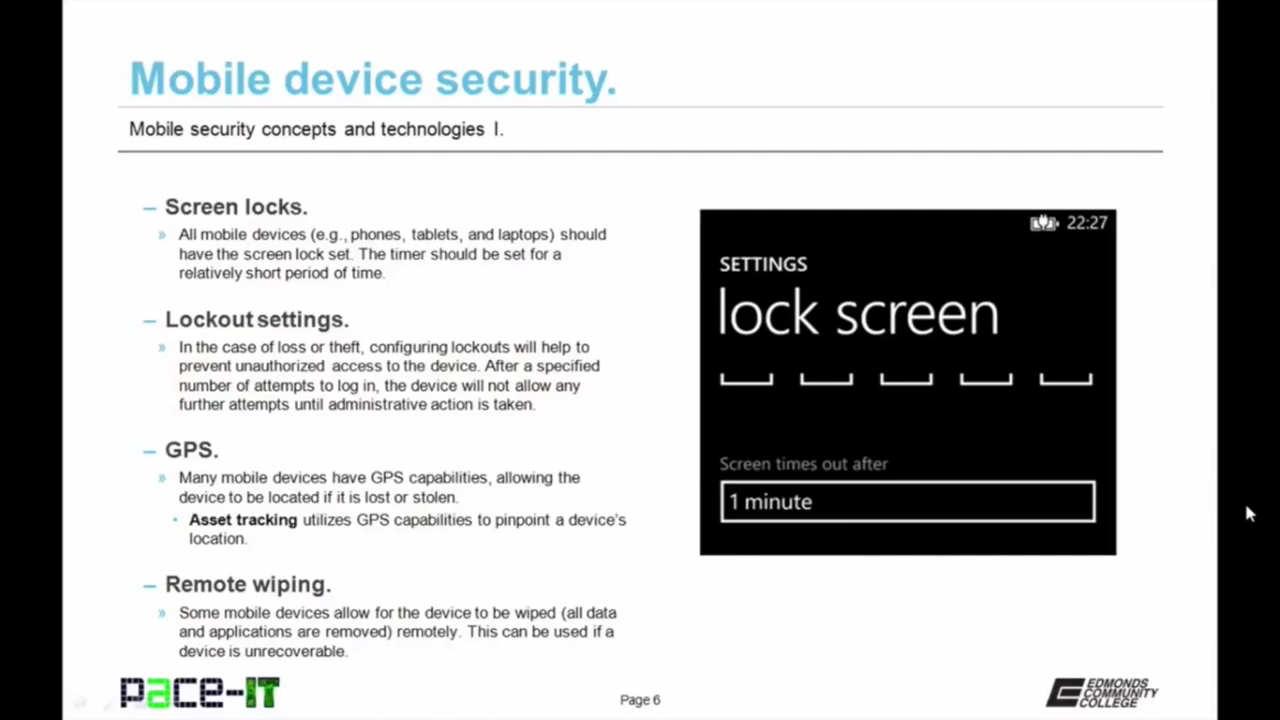 Mobile device security.
Mobile security concepts and technologies I.
– Screen locks.
» All mobile devices (e.g., phones, tablets, and laptops) should
have the screen lock set. The timer should be set for a
relatively short period of time.
– Lockout settings.
» In the case of loss or theft, configuring lockouts will help to
prevent unauthorized access to the device. After a specified
number of attempts to log in, the device will not allow any
further attempts until administrative action is taken.
– GPS.
» Many mobile devices have GPS capabilities, allowing the
device to be located if it is lost or stolen.
• Asset tracking utilizes GPS capabilities to pinpoint a device's
location.
– Remote wiping.
» Some mobile devices allow for the device to be wiped (all data
and applications are removed) remotely. This can be used if a
device is unrecoverable.
22:27
SETTINGS
lock screen
Screen times out after
1 minute
pace-IT
Page 6
EDMONDS
COMMUNITY
COLLEGE